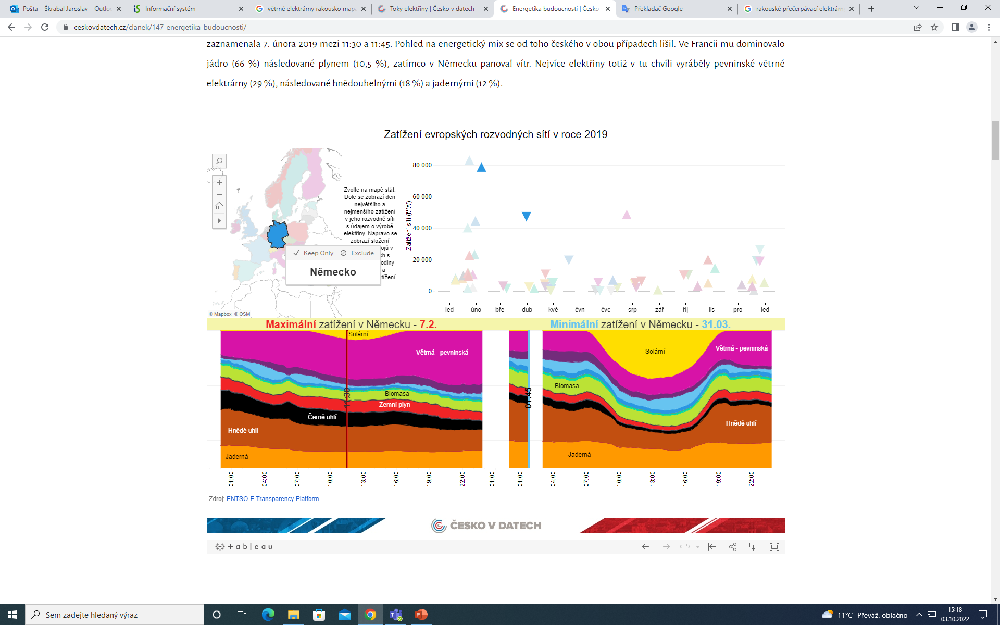 Pošta – Škrabal Jaroslav – Outlo
Informační systém
větrné elektrárny rakousko map
Toky elektřiny | Česko v datech
Energetika budoucnosti | Česko
Překladač Google
rakouské přečerpávací elektrárn
ceskovdatech.cz/clanek/147-energetika-budoucnosti/
zaznamenala 7. února 2019 mezi 11:30 a 11:45. Pohled na energetický mix se od toho českého v obou případech lišil. Ve Francii mu dominovalo
jádro (66 %) následované plynem (10,5 %), zatímco v Německu panoval vítr. Nejvíce elektřiny totiž v tu chvíli vyráběly pevninské větrné
elektrárny (29 %), následované hnědouhelnými (18 %) a jadernými (12 %).
Zatížení evropských rozvodných sítí v roce 2019
Zvolte na mapě stát.
Dole se zobrazí den
největšího a
nejmenšího zatížení
v jeho rozvodné síti
s údajem o výrobě
elektřiny. Napravo se
zobrazí složení
ojů v
ch s
odiny
a
tížení.
Keep Only
Exclude
Německo
© Mapbox © OSM
Zatížení sítí (MW)
80 000
60 000
40 000
20 000
0
led
úno
bře
dub
kvě
čvn
čvc
srp
zář
říj
lis
pro
led
Maximální zatížení v Německu - 7.2.
Minimální zatížení v Německu - 31.03.
Solární
Větrná - pevninská
Biomasa
Zemní plyn
Černé uhlí
Hnědé uhlí
Jaderná
11:30
01:45
Solární
Větrná - pevninská
Biomasa
Hnědé uhlí
Jaderná
01:00
04:00
07:00
10:00
13:00
16:00
19:00
22:00
01:00
01:00
04:00
07:00
10:00
13:00
16:00
19:00
22:00
Zdroj: ENTSO-E Transparency Platform
ČESKO V DATECH
+ableau
Sem zadejte hledaný výraz
11°C Převáž. oblačno
15:18
03.10.2022